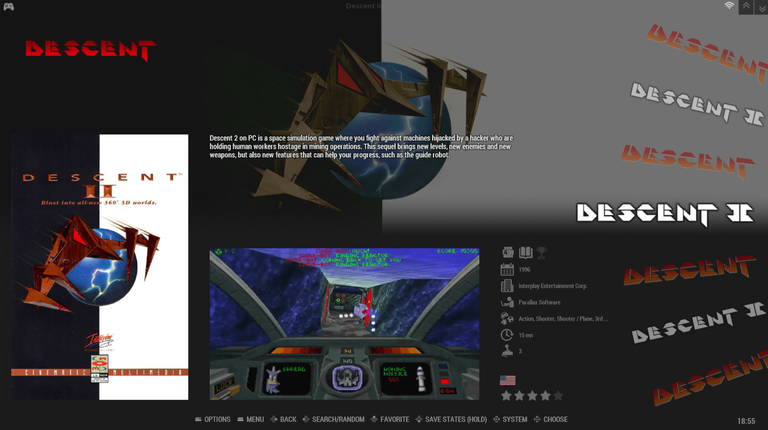 Descent II
DESCENT
DESCENT
DESCENT II
DESCENT
DESCENT II
DESCENT
DESCENT II
DESCENT
Descent 2 on PC is a space simulation game where you fight against machines hijacked by a hacker who are
holding human workers hostage in mining operations. This sequel brings new levels, new enemies and new
weapons, but also new features that can help your progress, such as the guide robot.
DESCENT™
II
Blast into all-new 360° 3D worlds.
Interplay
CINEMATIC MULTIMEDIA
1996
Interplay Entertainment Corp.
Parallax Software
Action, Shooter, Shooter / Plane, 3rd...
15 mn
3
OPTIONS MENU BACK SEARCH/RANDOM FAVORITE SAVE STATES (HOLD) SYSTEM CHOOSE
18:55